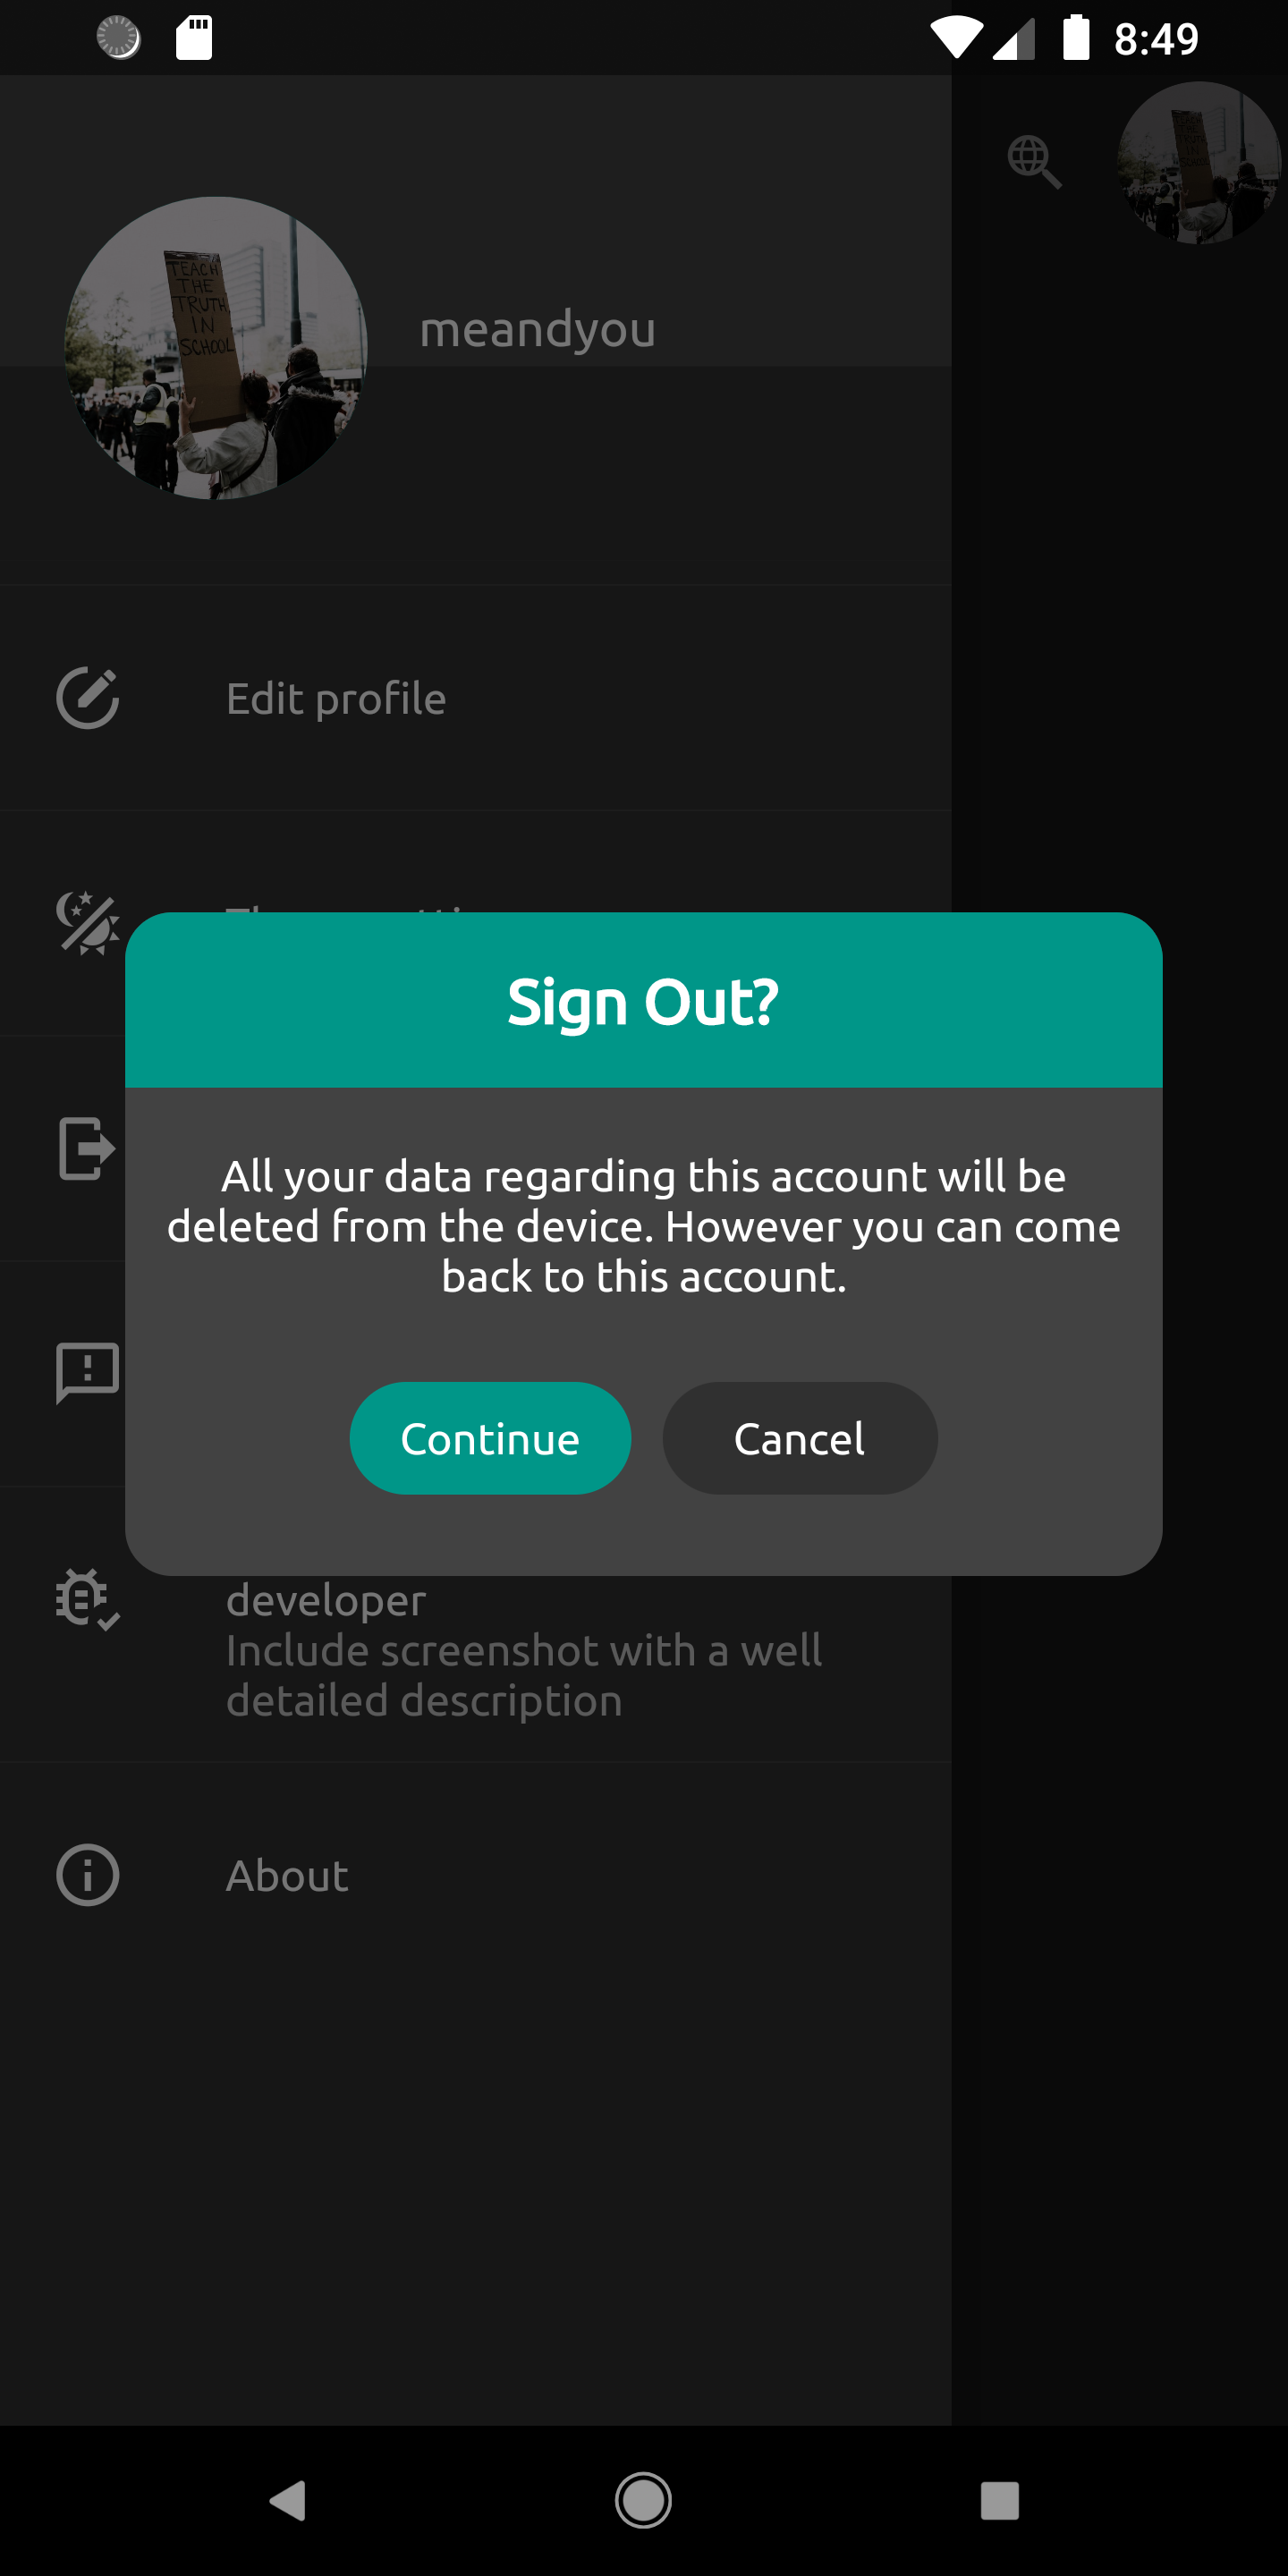 8:49
TEACH
THE
TRUTH
IN
SCHOOL
meandyou
Edit profile
Sign Out?
All your data regarding this account will be
deleted from the device. However you can come
back to this account.
Continue
Cancel
developer
Include screenshot with a well
detailed description
About